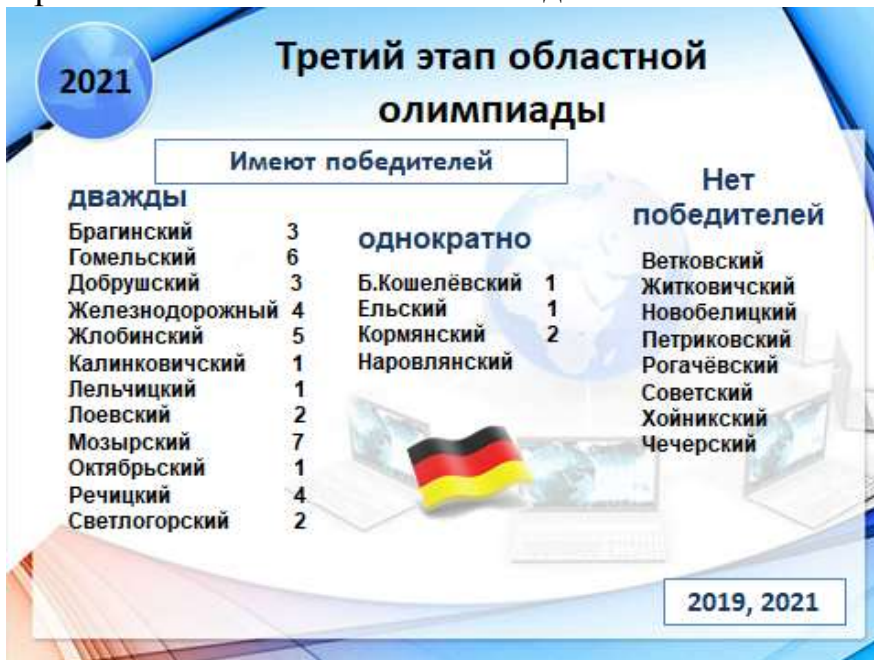 2021
Третий этап областной
олимпиады
Имеют победителей
дважды
Брагинский 3
Гомельский 6
Добрушский 3
Железнодорожный 4
Жлобинский 5
Калинковичский 1
Лельчицкий 1
Лоевский 2
Мозырский 7
Октябрьский 1
Речицкий 4
Светлогорский 2
однократно
Б.Кошелёвский 1
Ельский 1
Кормянский 2
Наровлянский
Нет
победителей
Ветковский
Житковичский
Новобелицкий
Петриковский
Рогачёвский
Советский
Хойникский
Чечерский
2019, 2021